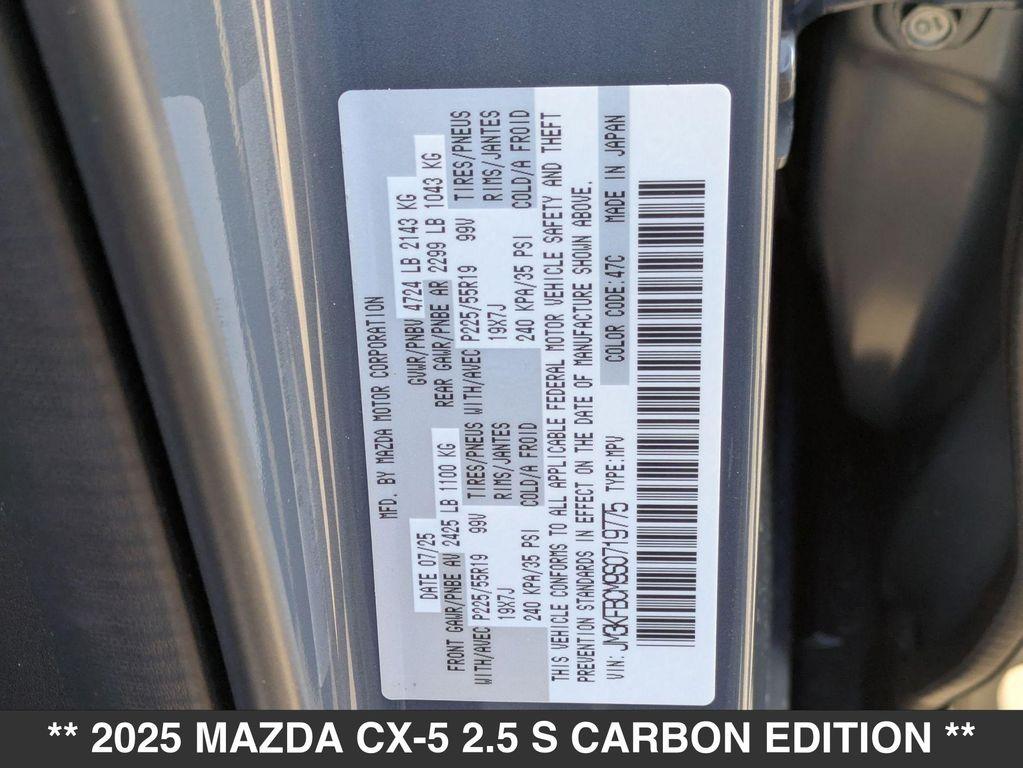 MFD. BY MAZDA MOTOR CORPORATION
DATE 07/25 GVWR/PNBV 4724 LB 2143 KG
FRONT GAWR/PNBE AV 2425 LB 1100 KG REAR GAWR/PNBE AR 2299 LB 1043 KG
WITH/AVEC P225/55R19 99V TIRES/PNEUS WITH/AVEC P225/55R19 99V TIRES/PNEUS
19X7J RIMS/JANTES 19X7J RIMS/JANTES
240 KPA/35 PSI COLD/A FROID 240 KPA/35 PSI COLD/A FROID
THIS VEHICLE CONFORMS TO ALL APPLICABLE FEDERAL MOTOR VEHICLE SAFETY AND THEFT
PREVENTION STANDARDS IN EFFECT ON THE DATE OF MANUFACTURE SHOWN ABOVE.
VIN: JM3KFBCM9S0719775 TYPE:MPV COLOR CODE:47C MADE IN JAPAN
** 2025 MAZDA CX-5 2.5 S CARBON EDITION **